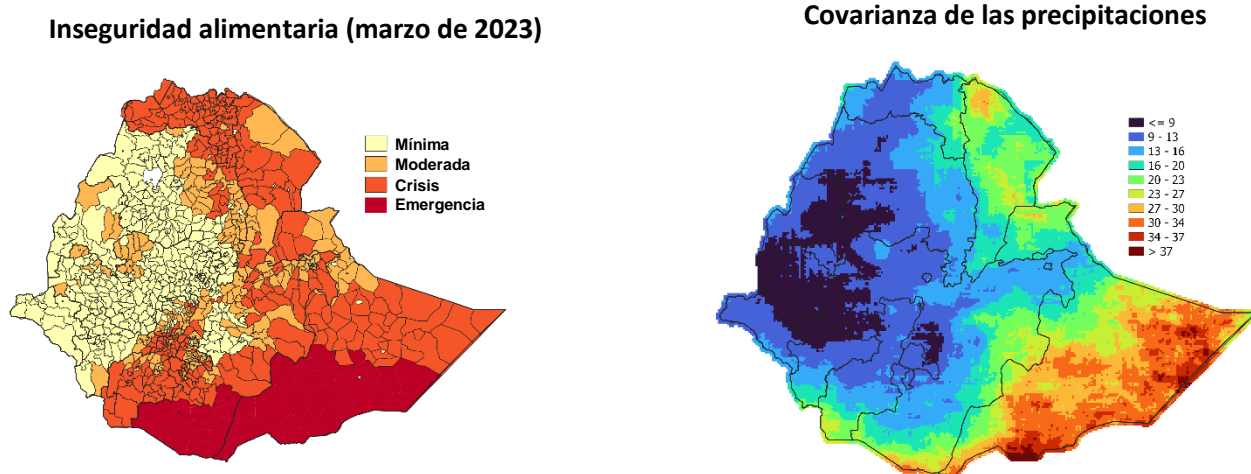 Inseguridad alimentaria (marzo de 2023)
Mínima
Moderada
Crisis
Emergencia
Covarianza de las precipitaciones
<= 9
9 - 13
13 - 16
16 - 20
20 - 23
23 - 27
27 - 30
30 - 34
34 - 37
> 37